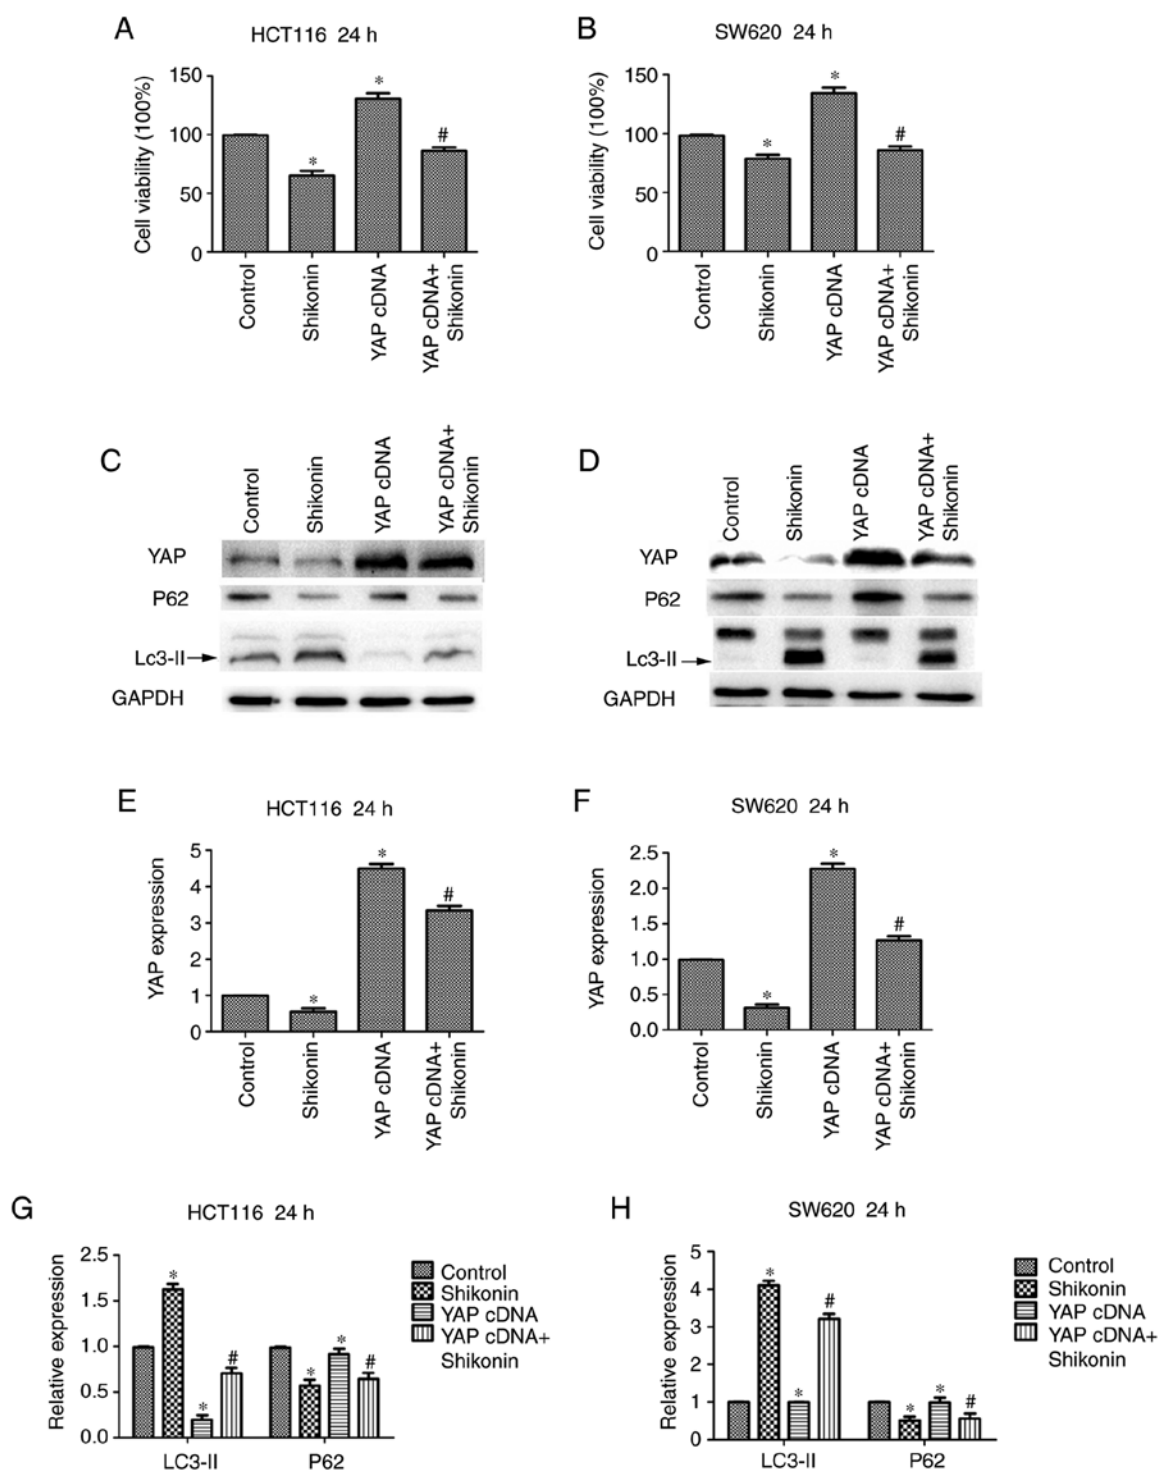 A
HCT116 24 h
Cell viability (100%)
150
100
50
0
*
*
#
Control
Shikonin
YAP cDNA
YAP cDNA+
Shikonin
B
SW620 24 h
Cell viability (100%)
150
100
50
0
*
*
#
Control
Shikonin
YAP cDNA
YAP cDNA+
Shikonin
C
Control
Shikonin
YAP cDNA
YAP cDNA+
Shikonin
YAP
P62
Lc3-II
GAPDH
D
Control
Shikonin
YAP cDNA
YAP cDNA+
Shikonin
YAP
P62
Lc3-II
GAPDH
E
HCT116 24 h
YAP expression
5
4
3
2
1
0
*
*
#
Control
Shikonin
YAP cDNA
YAP cDNA+
Shikonin
F
SW620 24 h
YAP expression
2.5
2.0
1.5
1.0
0.5
0.0
*
*
#
Control
Shikonin
YAP cDNA
YAP cDNA+
Shikonin
G
HCT116 24 h
Relative expression
2.5
1.5
1.0
0.5
0.0
*
*
#
*
*
#
LC3-II
P62
Control
Shikonin
YAP cDNA
YAP cDNA+
Shikonin
H
SW620 24 h
Relative expression
5
4
3
2
1
0
*
*
#
*
*
#
LC3-II
P62
Control
Shikonin
YAP cDNA
YAP cDNA+
Shikonin